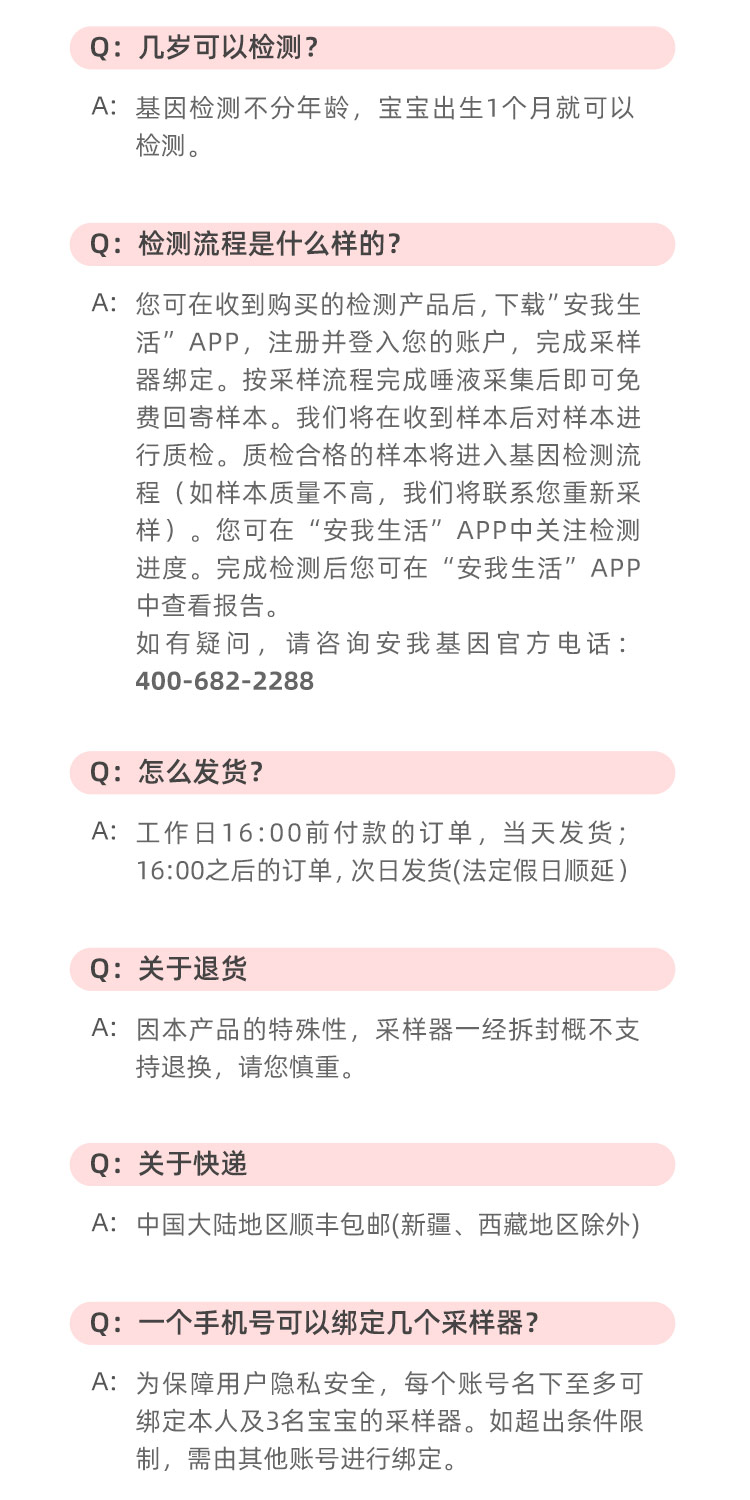 Q：几岁可以检测？
A：基因检测不分年龄，宝宝出生1个月就可以
检测。
Q：检测流程是什么样的？
A：您可在收到购买的检测产品后，下载”安我生
活” APP，注册并登入您的账户，完成采样
器绑定。按采样流程完成唾液采集后即可免
费回寄样本。我们将在收到样本后对样本进
行质检。质检合格的样本将进入基因检测流
程（如样本质量不高，我们将联系您重新采
样）。您可在“安我生活” APP中关注检测
进度。完成检测后您可在“安我生活” APP
中查看报告。
如有疑问，请咨询安我基因官方电话：
400-682-2288
Q：怎么发货？
A：工作日16:00前付款的订单，当天发货；
16:00之后的订单，次日发货(法定假日顺延）
Q：关于退货
A：因本产品的特殊性，采样器一经拆封概不支
持退换，请您慎重。
Q：关于快递
A：中国大陆地区顺丰包邮(新疆、西藏地区除外)
Q：一个手机号可以绑定几个采样器？
A：为保障用户隐私安全，每个账号名下至多可
绑定本人及3名宝宝的采样器。如超出条件限
制，需由其他账号进行绑定。